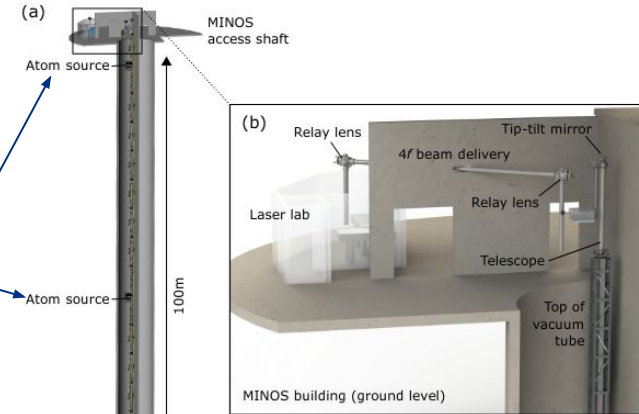 (a)
MINOS
access shaft
Atom source
Atom source
100m
(b)
Tip-tilt mirror
Relay lens
4f beam delivery
Relay lens
Laser lab
Telescope
Top of
vacuum
tube
MINOS building (ground level)